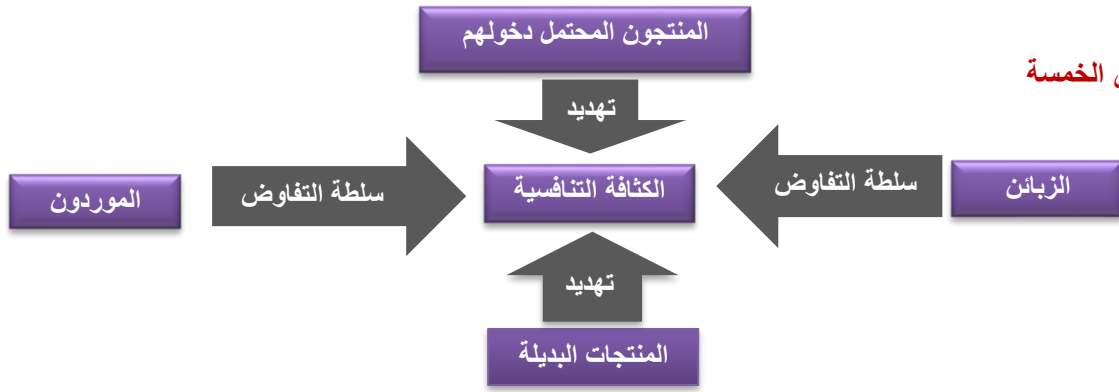 المنتجون المحتمل دخولهم
الخمسة
تهديد
الزبائن
سلطة التفاوض
الكثافة التنافسية
سلطة التفاوض
الموردون
تهديد
المنتجات البديلة